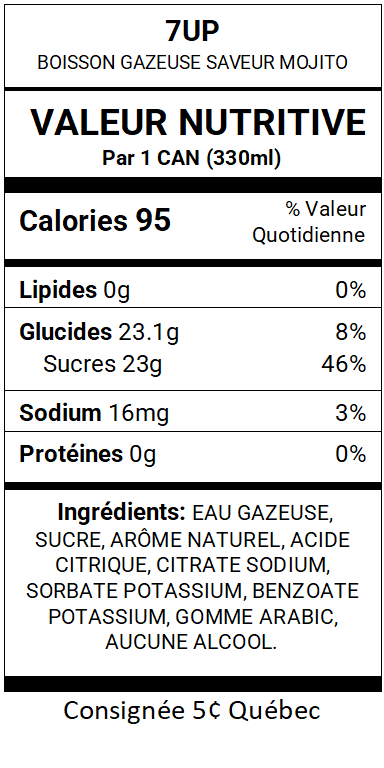 7UP
BOISSON GAZEUSE SAVEUR MOJITO
VALEUR NUTRITIVE
Par 1 CAN (330ml)
Calories 95
% Valeur
Quotidienne
Lipides 0g 0%
Glucides 23.1g 8%
Sucres 23g 46%
Sodium 16mg 3%
Protéines 0g 0%
Ingrédients: EAU GAZEUSE,
SUCRE, ARÔME NATUREL, ACIDE
CITRIQUE, CITRATE SODIUM,
SORBATE POTASSIUM, BENZOATE
POTASSIUM, GOMME ARABIC,
AUCUNE ALCOOL.
Consignée 5¢ Québec